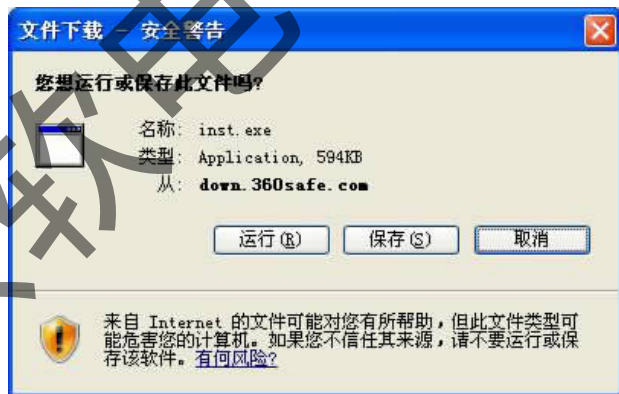 文件下载 - 安全警告
您想运行或保存此文件吗?
名称: inst.exe
类型: Application, 594KB
从: down.360safe.com
运行(R) 保存(S) 取消
来自 Internet 的文件可能对您有所帮助，但此文件类型可
能危害您的计算机。如果您不信任其来源，请不要运行或保
存该软件。有何风险?
软电